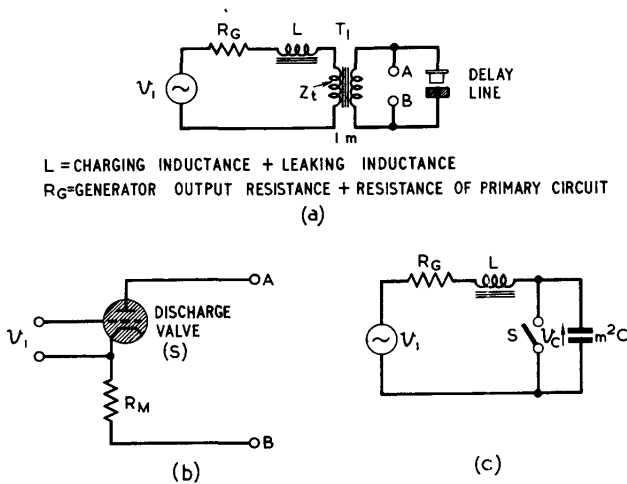 R_G
L
T_1
v_1
Z_t
A
B
DELAY
LINE
1 m
L = CHARGING INDUCTANCE + LEAKING INDUCTANCE
R_G=GENERATOR OUTPUT RESISTANCE + RESISTANCE OF PRIMARY CIRCUIT
(a)
A
DISCHARGE
VALVE
(S)
v_1
R_M
B
(b)
R_G
L
v_1
S
v_C
m²C
(c)